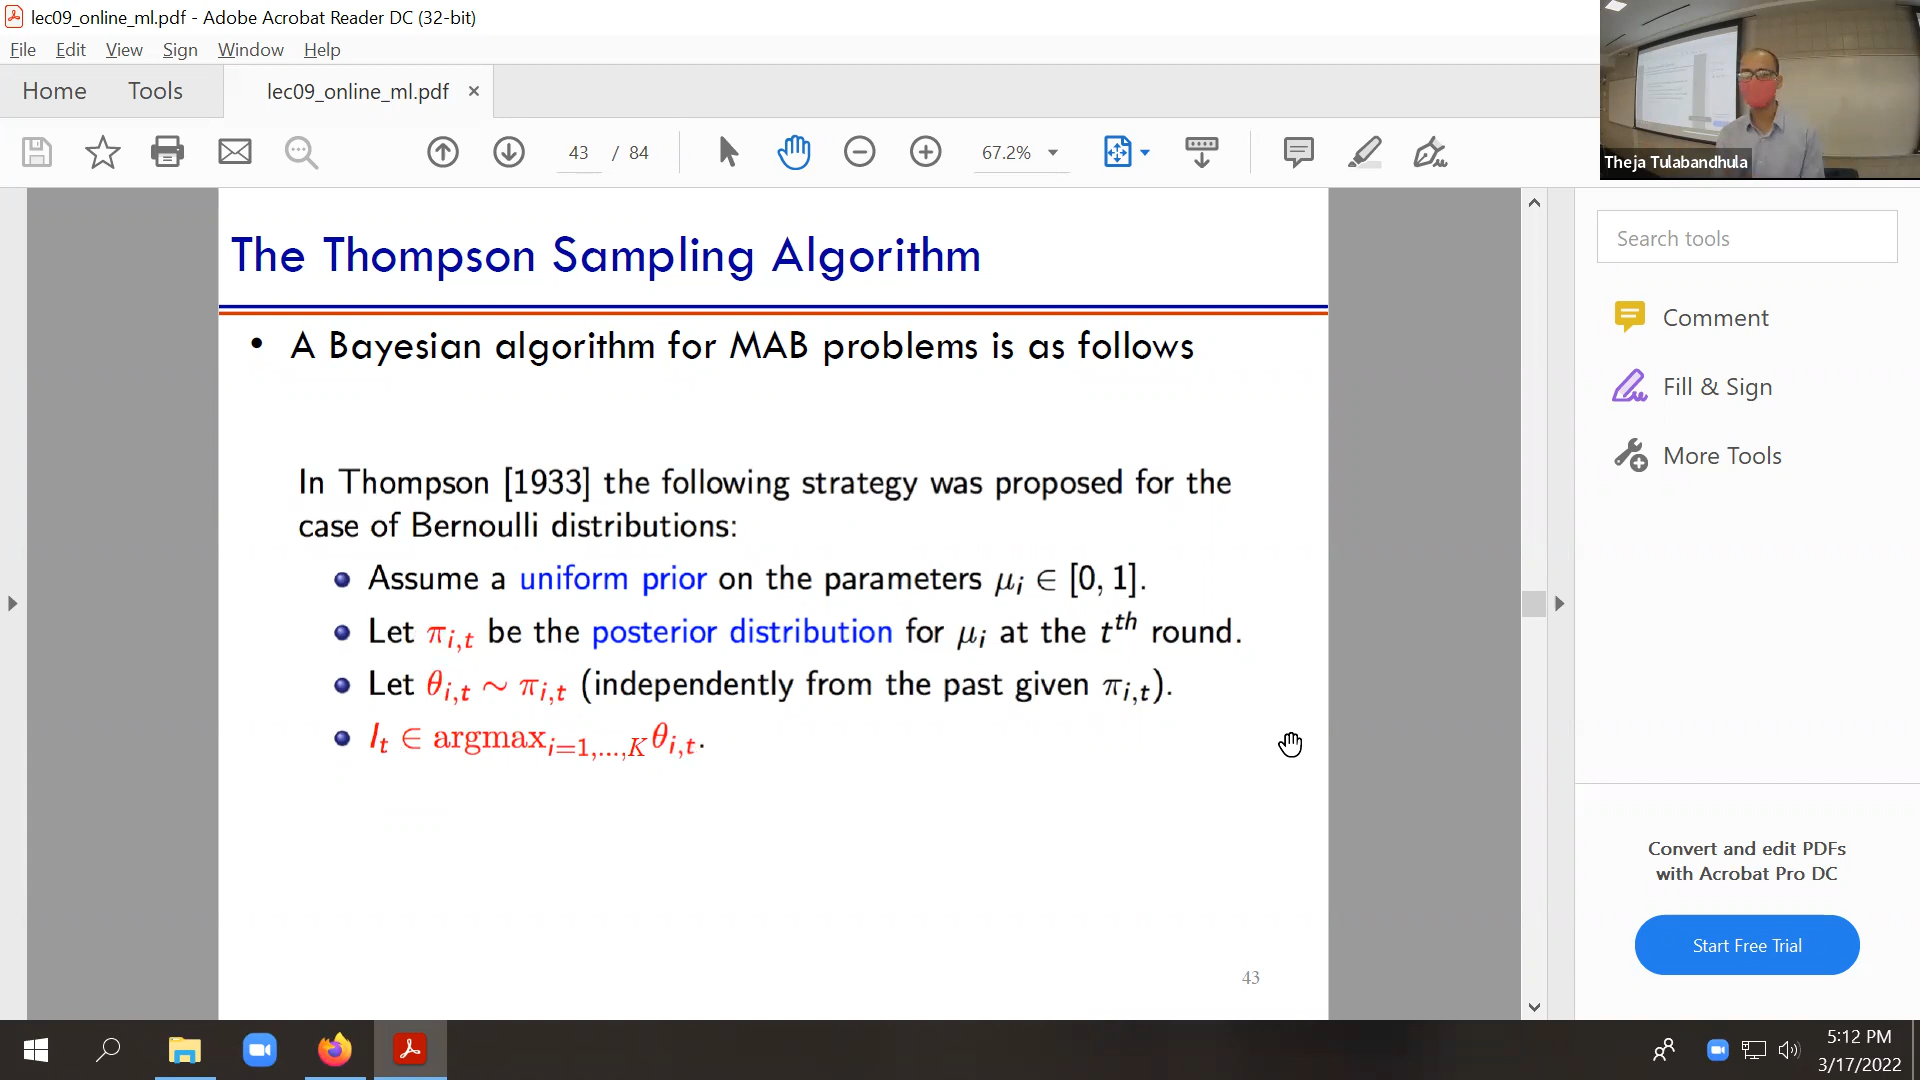 lec09_online_ml.pdf - Adobe Acrobat Reader DC (32-bit)
File Edit View Sign Window Help
Home Tools lec09_online_ml.pdf ×
43 / 84 67.2%
Theja Tulabandhula
The Thompson Sampling Algorithm
• A Bayesian algorithm for MAB problems is as follows
In Thompson [1933] the following strategy was proposed for the
case of Bernoulli distributions:
Assume a uniform prior on the parameters μ_i ∈ [0, 1].
Let π_{i,t} be the posterior distribution for μ_i at the t^{th} round.
Let θ_{i,t} ∼ π_{i,t} (independently from the past given π_{i,t}).
I_t ∈ argmax_{i=1,...,K} θ_{i,t}.
43
Search tools
Comment
Fill & Sign
More Tools
Convert and edit PDFs
with Acrobat Pro DC
Start Free Trial
5:12 PM
3/17/2022